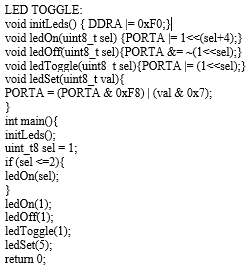 LED TOGGLE:
void initLeds() { DDRA |= 0xF0;}
void ledOn(uint8_t sel) {PORTA |= 1<<(sel+4);}
void ledOff(uint8_t sel){PORTA &= ~(1<<sel);}
void ledToggle(uint8_t sel){PORTA |= (1<<sel);}
void ledSet(uint8_t val){
PORTA = (PORTA & 0xF8) | (val & 0x7);
}
int main(){
initLeds();
uint_t8 sel = 1;
if (sel <=2){
ledOn(sel);
}
ledOn(1);
ledOff(1);
ledToggle(1);
ledSet(5);
return 0;